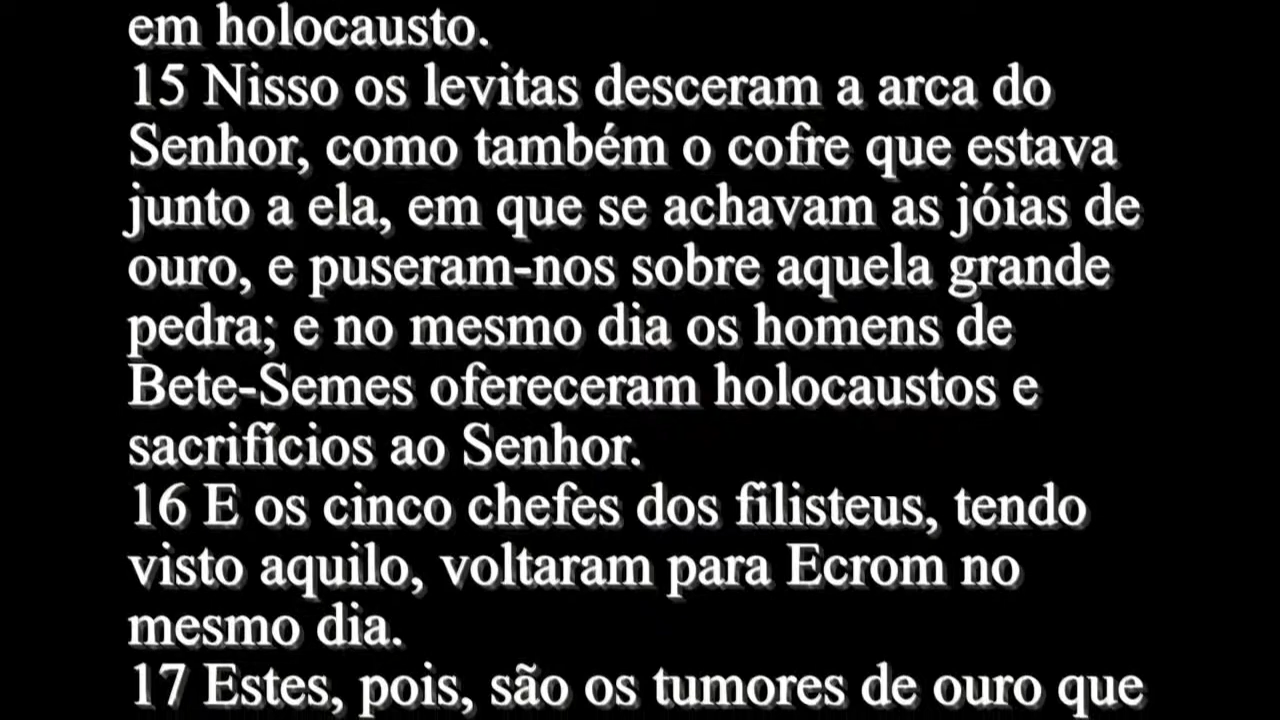 em holocausto.
15 Nisso os levitas desceram a arca do
Senhor, como também o cofre que estava
junto a ela, em que se achavam as jóias de
ouro, e puseram-nos sobre aquela grande
pedra; e no mesmo dia os homens de
Bete-Semes ofereceram holocaustos e
sacrifícios ao Senhor.
16 E os cinco chefes dos filisteus, tendo
visto aquilo, voltaram para Ecrom no
mesmo dia.
17 Estes, pois, são os tumores de ouro que